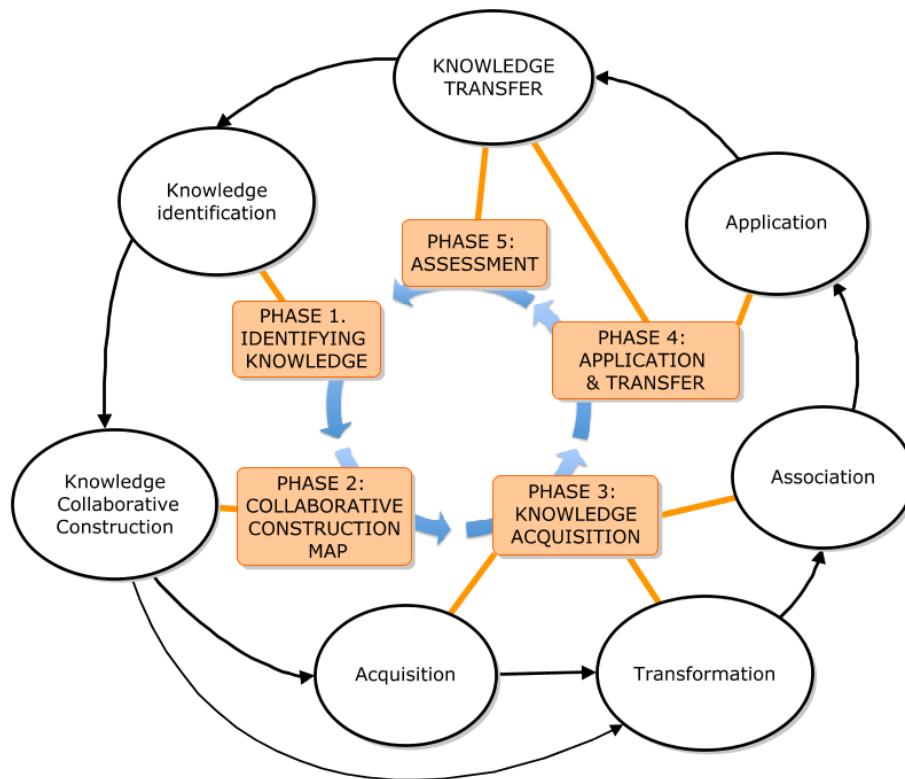 KNOWLEDGE
TRANSFER
Knowledge
identification
Application
PHASE 5:
ASSESSMENT
PHASE 1.
IDENTIFYING
KNOWLEDGE
PHASE 4:
APPLICATION
& TRANSFER
Knowledge
Collaborative
Construction
PHASE 2:
COLLABORATIVE
CONSTRUCTION
MAP
PHASE 3:
KNOWLEDGE
ACQUISITION
Association
Acquisition
Transformation